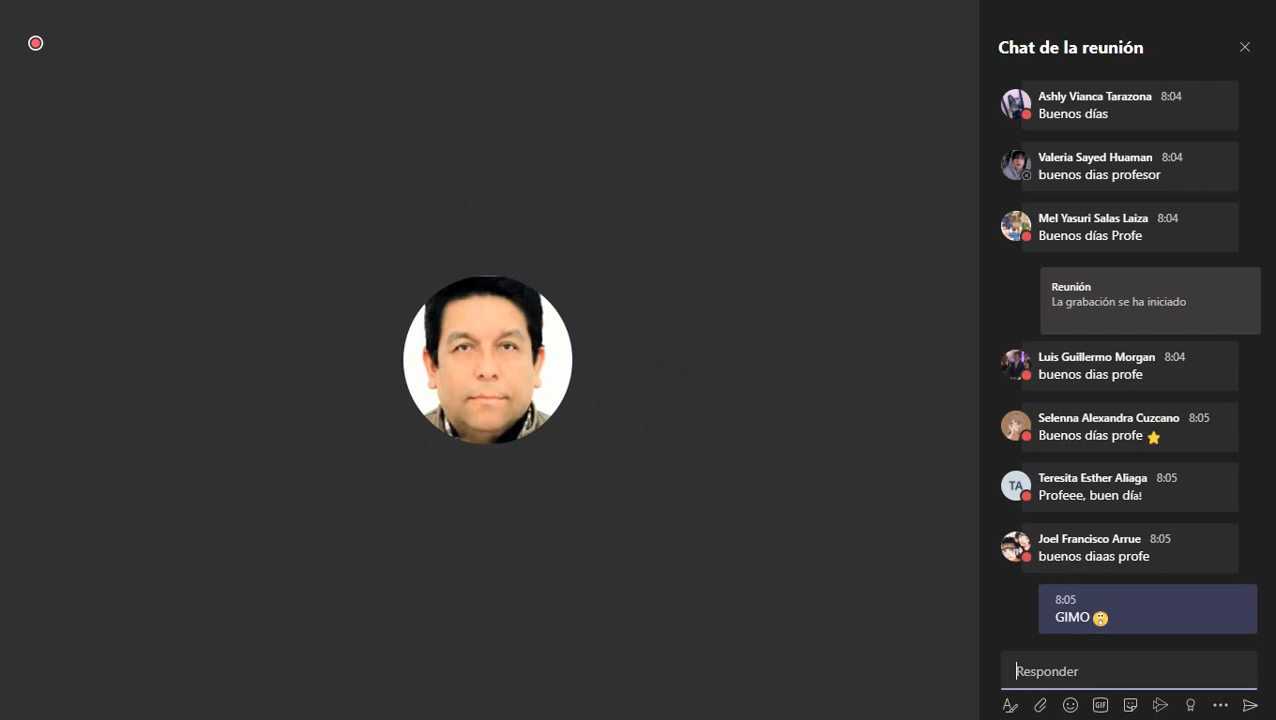 Chat de la reunión
Ashly Vianca Tarazona 8:04
Buenos días
Valeria Sayed Huaman 8:04
buenos dias profesor
Mel Yasuri Salas Laiza 8:04
Buenos días Profe
Reunión
La grabación se ha iniciado
Luis Guillermo Morgan 8:04
buenos dias profe
Selenna Alexandra Cuzcano 8:05
Buenos días profe ⭐
TA
Teresita Esther Aliaga 8:05
Profeee, buen día!
Joel Francisco Arrue 8:05
buenos diaas profe
8:05
GIMO
Responder
GIF